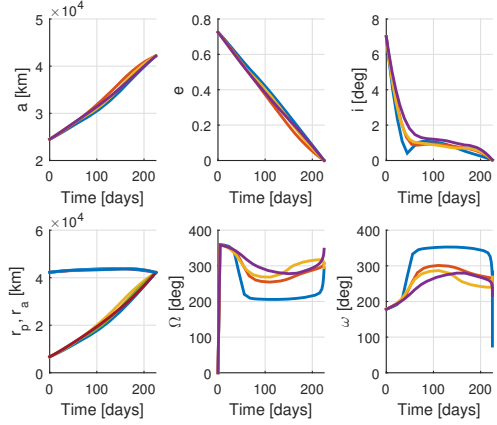 5 × 10^4
4
3
2
a [km]
0 100 200
Time [days]
0.8
0.6
0.4
0.2
0
e
0 100 200
Time [days]
8
6
4
2
0
i [deg]
0 100 200
Time [days]
6 × 10^4
4
2
0
r_p, r_a [km]
0 100 200
Time [days]
400
300
200
100
0
Ω [deg]
0 100 200
Time [days]
400
300
200
100
0
ω [deg]
0 100 200
Time [days]